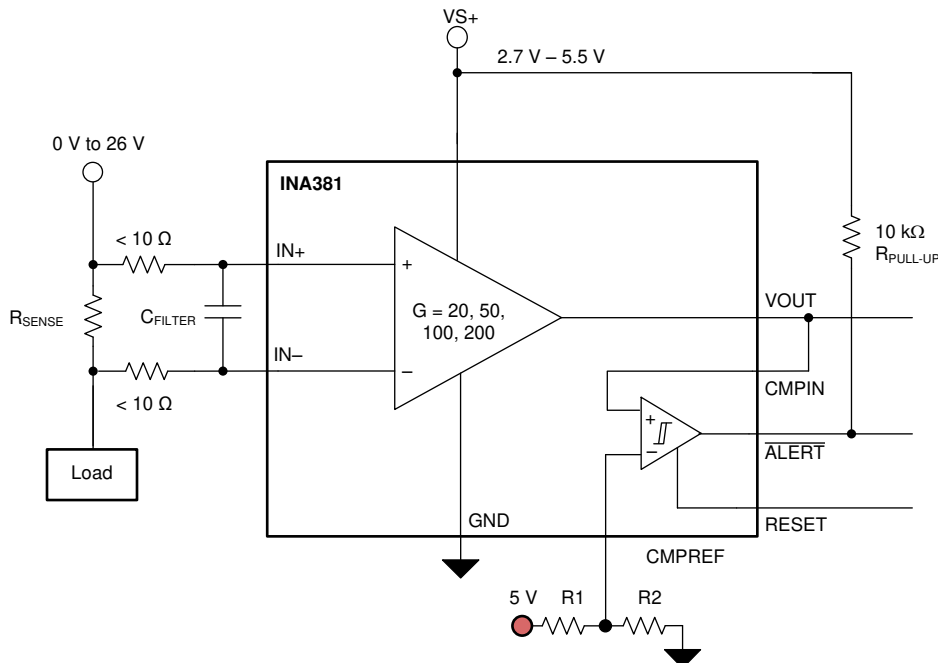 VS+
2.7 V – 5.5 V
0 V to 26 V
INA381
< 10 Ω
IN+
10 kΩ
RPULL-UP
+
VOUT
RSENSE
CFILTER
G = 20, 50,
100, 200
IN–
–
CMPIN
< 10 Ω
+
–
ALERT
Load
GND
RESET
CMPREF
5 V
R1
R2